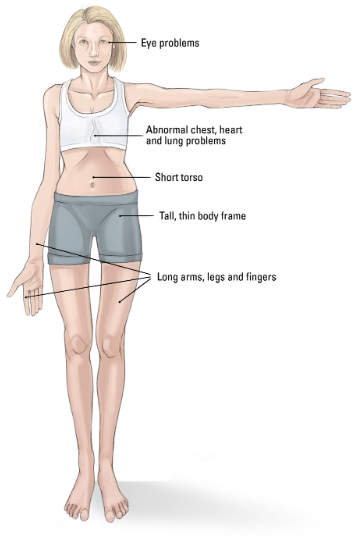 Eye problems
Abnormal chest, heart
and lung problems
Short torso
Tall, thin body frame
Long arms, legs and fingers